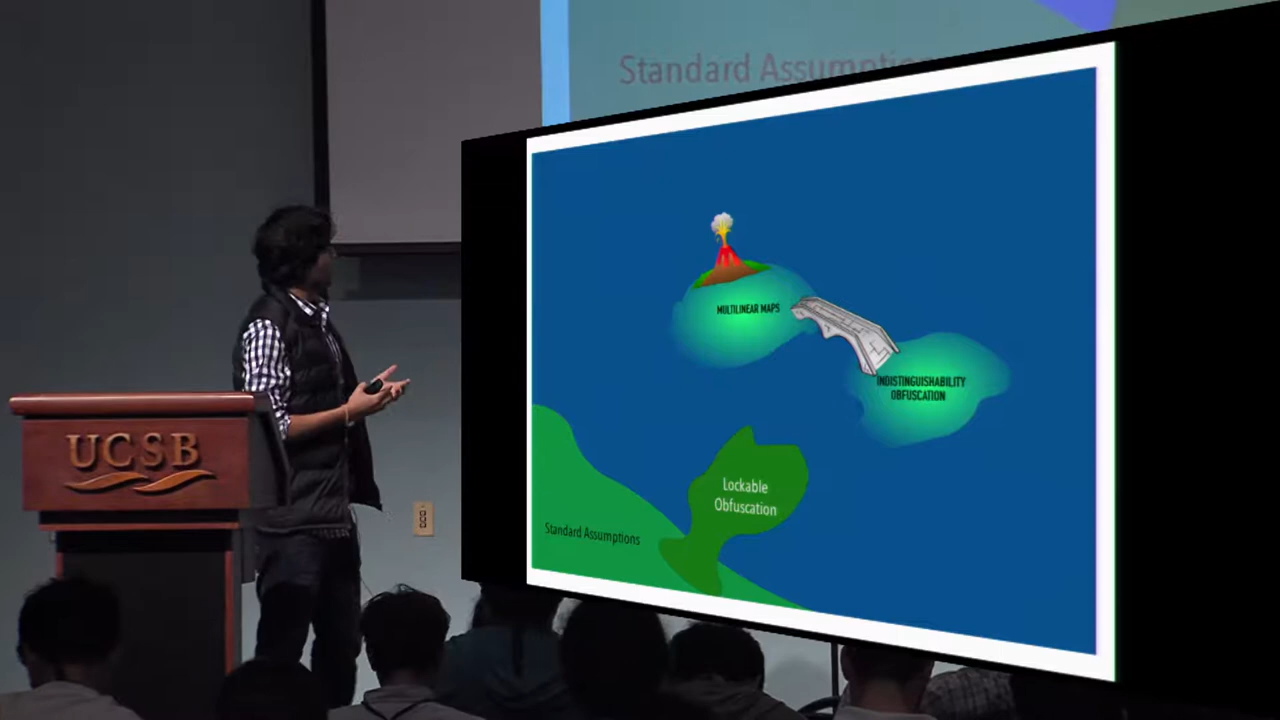 Standard Assumptions
MULTILINEAR MAPS
INDISTINGUISHABILITY
OBFUSCATION
UCSB
Lockable
Obfuscation
Standard Assumptions